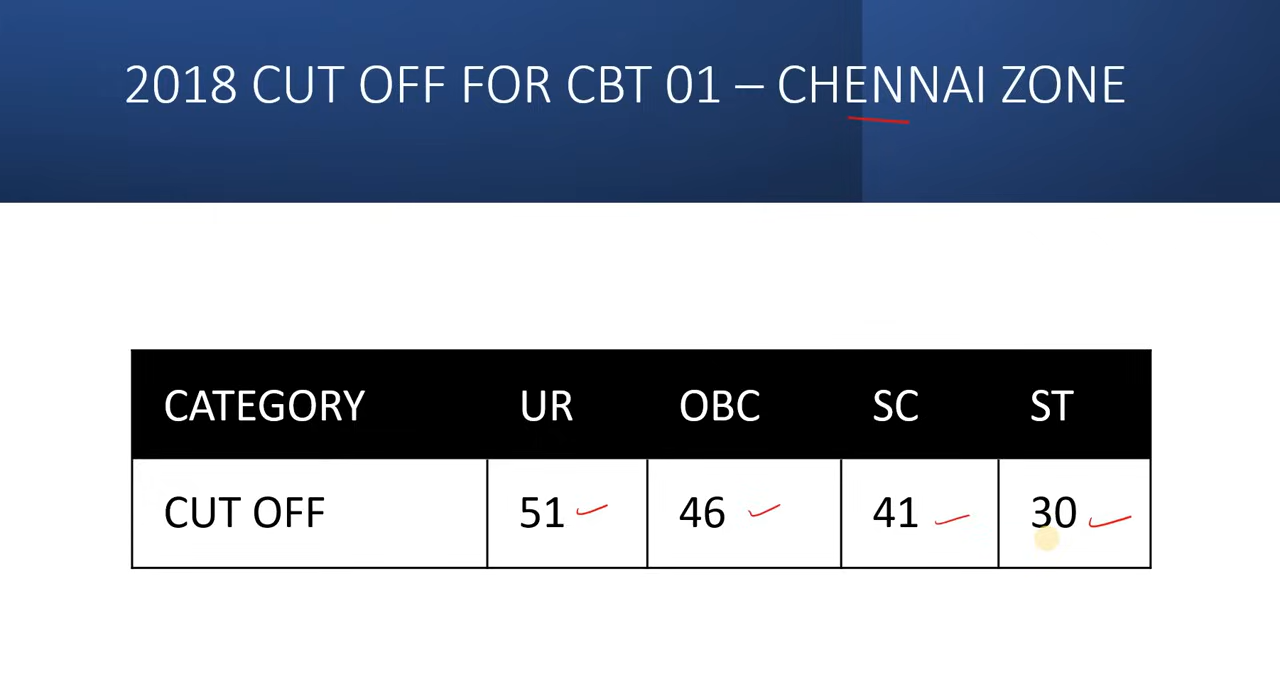 2018 CUT OFF FOR CBT 01 – CHENNAI ZONE
CATEGORY UR OBC SC ST
CUT OFF 51 46 41 30